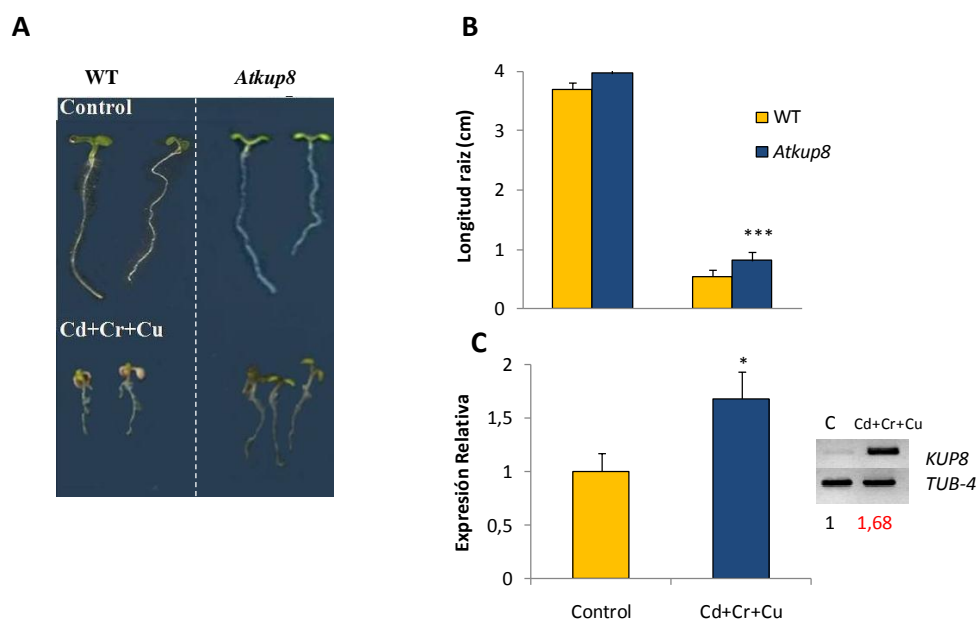 A
WT Atkup8
Control
Cd+Cr+Cu
B
Longitud raiz (cm)
4
3
2
1
0
WT
Atkup8
***
C
Expresión Relativa
2
1,5
1
0,5
0
*
Control Cd+Cr+Cu
C Cd+Cr+Cu
KUP8
TUB-4
1 1,68